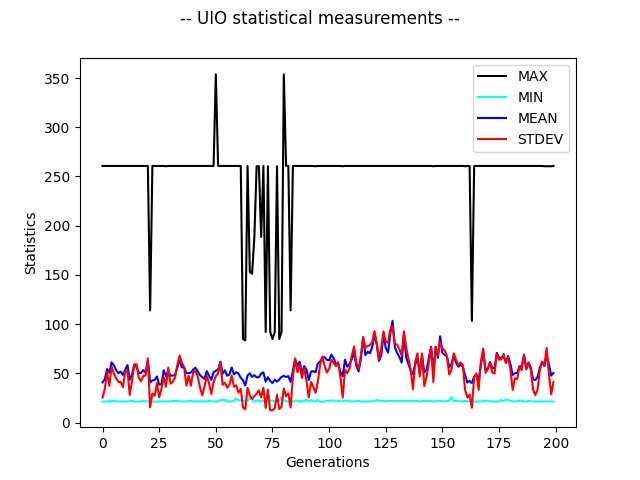 -- UIO statistical measurements --
MAX
MIN
MEAN
STDEV
350
300
250
200
150
100
50
0
Statistics
0 25 50 75 100 125 150 175 200
Generations